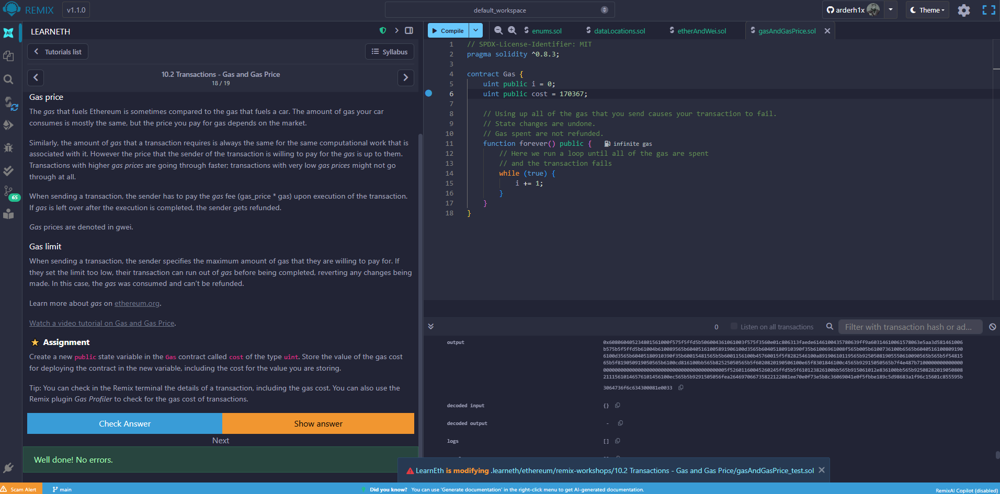 REMIX
v1.1.0
default_workspace
arderh1x
Theme
LEARNETH
Tutorials list
Syllabus
10.2 Transactions - Gas and Gas Price
18 / 19
Gas price
The gas that fuels Ethereum is sometimes compared to the gas that fuels a car. The amount of gas your car
consumes is mostly the same, but the price you pay for gas depends on the market.
Similarly, the amount of gas that a transaction requires is always the same for the same computational work that is
associated with it. However the price that the sender of the transaction is willing to pay for the gas is up to them.
Transactions with higher gas prices are going through faster; transactions with very low gas prices might not go
through at all.
When sending a transaction, the sender has to pay the gas fee (gas_price * gas) upon execution of the transaction.
If gas is left over after the execution is completed, the sender gets refunded.
Gas prices are denoted in gwei.
Gas limit
When sending a transaction, the sender specifies the maximum amount of gas that they are willing to pay for. If
they set the limit too low, their transaction can run out of gas before being completed, reverting any changes being
made. In this case, the gas was consumed and can't be refunded.
Learn more about gas on ethereum.org.
Watch a video tutorial on Gas and Gas Price.
Assignment
Create a new public state variable in the Gas contract called cost of the type uint. Store the value of the gas cost
for deploying the contract in the new variable, including the cost for the value you are storing.
Tip: You can check in the Remix terminal the details of a transaction, including the gas cost. You can also use the
Remix plugin Gas Profiler to check for the gas cost of transactions.
Check Answer
Show answer
Next
Well done! No errors.
AI
65
Compile
enums.sol
dataLocations.sol
etherAndWei.sol
gasAndGasPrice.sol
1 // SPDX-License-Identifier: MIT
2 pragma solidity ^0.8.3;
3
4 contract Gas {
5 uint public i = 0;
6 uint public cost = 170367;
7
8 // Using up all of the gas that you send causes your transaction to fail.
9 // State changes are undone.
10 // Gas spent are not refunded.
11 function forever() public { infinite gas
12 // Here we run a loop until all of the gas are spent
13 // and the transaction fails
14 while (true) {
15 i += 1;
16 }
17 }
18 }
0
Listen on all transactions
Filter with transaction hash or ad...
output
3064736f6c634300081e0033
decoded input
{}
decoded output
-
logs
[]
LearnEth is modifying .learneth/ethereum/remix-workshops/10.2 Transactions - Gas and Gas Price/gasAndGasPrice_test.sol
Scam Alert
main
Did you know? You can use 'Generate documentation' in the right-click menu to get AI-generated documentation.
RemixAI Copilot (disabled)